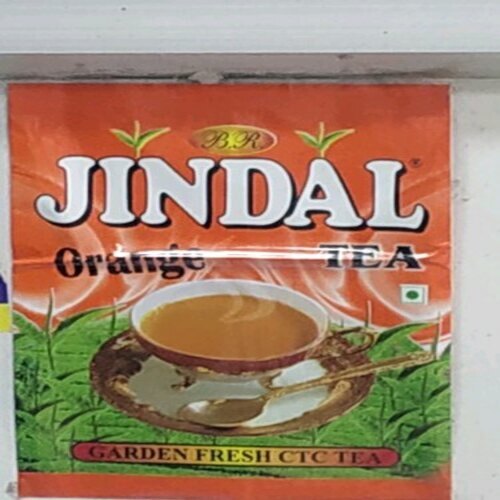 B.R
JINDAL®
Orange TEA
GARDEN FRESH CTC TEA